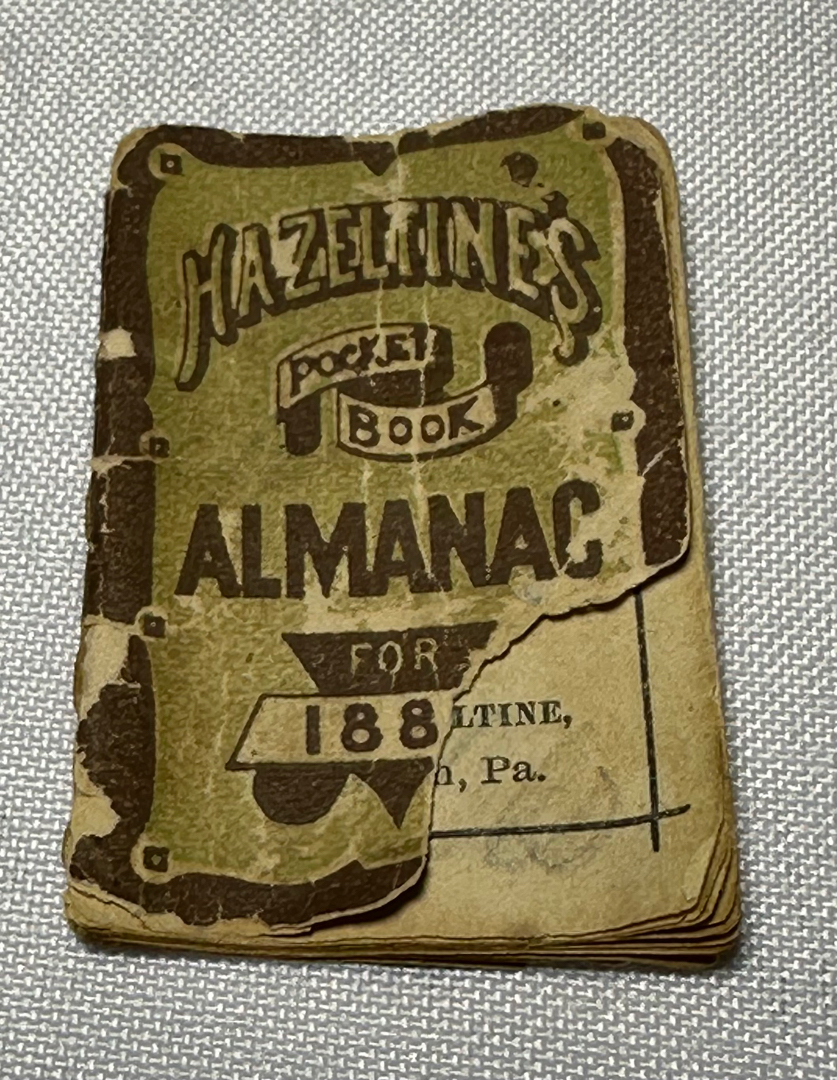 HAZELTINE'S
POCKET
BOOK
ALMANAC
FOR
188
LTINE,
n, Pa.